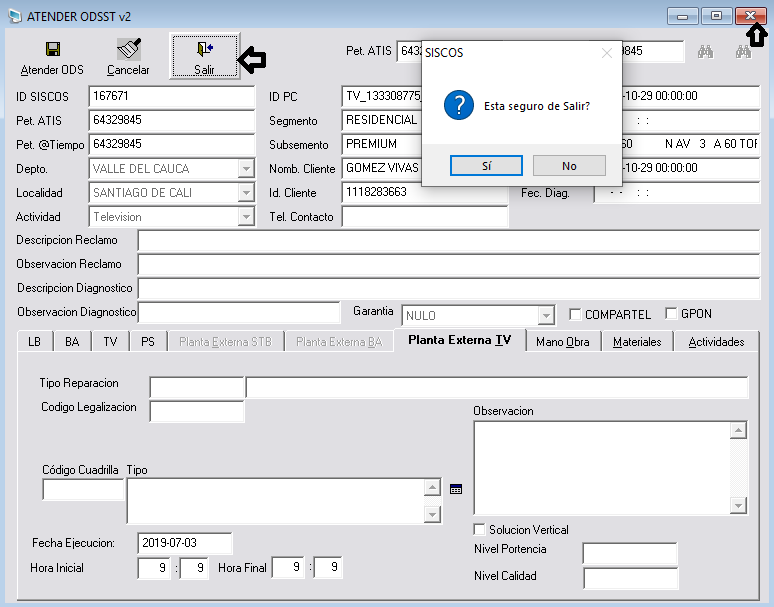 ATENDER ODSST v2
Atender ODS Cancelar Salir Pet. ATIS 9845
SISCOS
Esta seguro de Salir?
Sí No
ID SISCOS 167671 ID PC TV_133308775_ -10-29 00:00:00
Pet. ATIS 64329845 Segmento RESIDENCIAL : :
Pet. @Tiempo 64329845 Subsemento PREMIUM 60 N AV 3 A 60 TOR
Depto. VALLE DEL CAUCA Nomb. Cliente GOMEZ VIVAS -10-29 00:00:00
Localidad SANTIAGO DE CALI Id. Cliente 1118283663 Fec. Diag. - - : :
Actividad Television Tel. Contacto
Descripcion Reclamo
Observacion Reclamo
Descripcion Diagnostico
Observacion Diagnostico Garantia NULO COMPARTEL GPON
LB BA TV PS Planta Externa STB Planta Externa BA Planta Externa TV Mano Obra Materiales Actividades
Tipo Reparacion
Codigo Legalizacion
Observacion
Código Cuadrilla Tipo
Solucion Vertical
Fecha Ejecucion: 2019-07-03
Nivel Portencia
Hora Inicial 9 : 9 Hora Final 9 : 9
Nivel Calidad